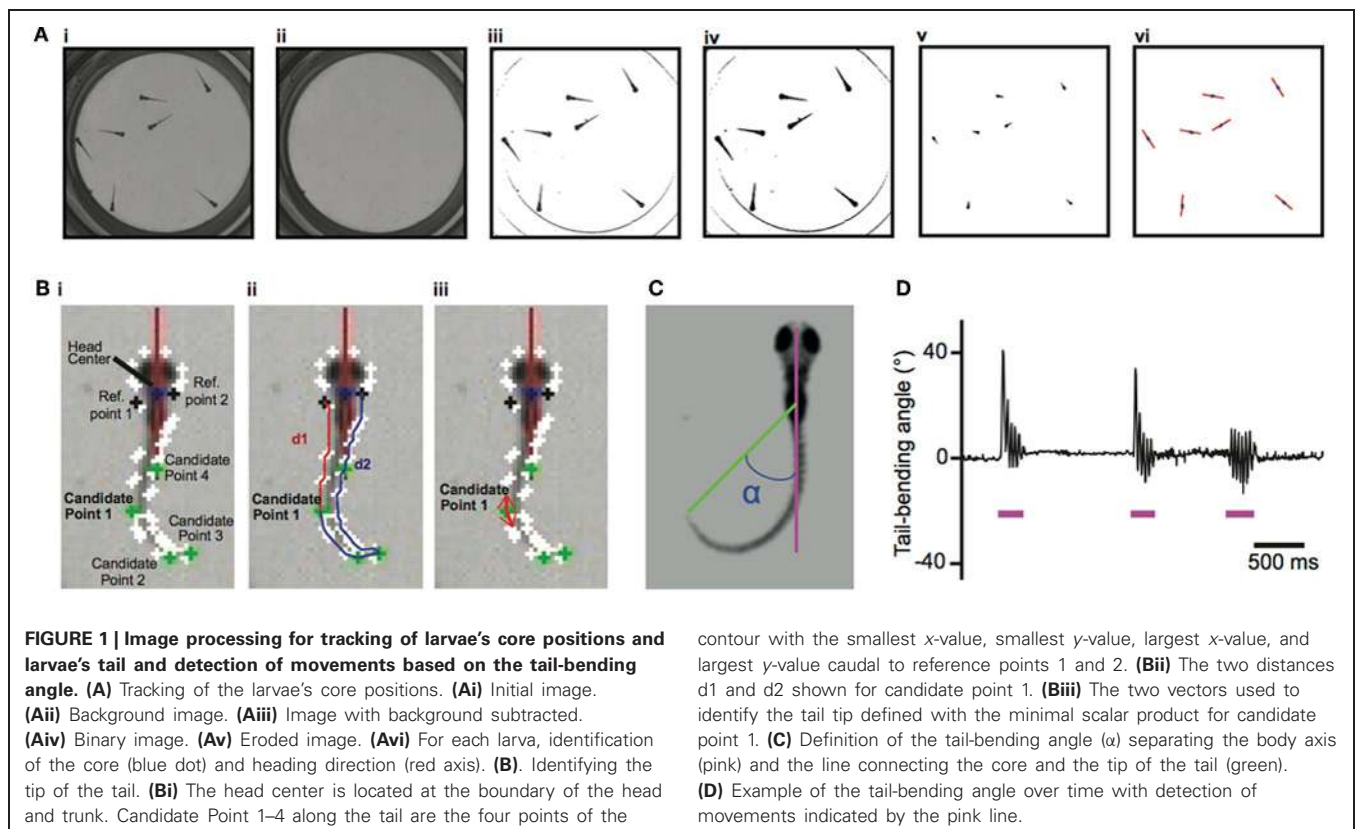 A
i
ii
iii
iv
v
vi
B
i
ii
iii
C
D
Head
Center
Ref.
point 1
Ref.
point 2
Candidate
Point 4
Candidate
Point 1
Candidate
Point 3
Candidate
Point 2
d1
d2
Candidate
Point 1
Candidate
Point 1
α
Tail-bending angle (°)
40
0
-40
500 ms
FIGURE 1 | Image processing for tracking of larvae's core positions and
larvae's tail and detection of movements based on the tail-bending
angle. (A) Tracking of the larvae's core positions. (Ai) Initial image.
(Aii) Background image. (Aiii) Image with background subtracted.
(Aiv) Binary image. (Av) Eroded image. (Avi) For each larva, identification
of the core (blue dot) and heading direction (red axis). (B). Identifying the
tip of the tail. (Bi) The head center is located at the boundary of the head
and trunk. Candidate Point 1–4 along the tail are the four points of the
contour with the smallest x-value, smallest y-value, largest x-value, and
largest y-value caudal to reference points 1 and 2. (Bii) The two distances
d1 and d2 shown for candidate point 1. (Biii) The two vectors used to
identify the tail tip defined with the minimal scalar product for candidate
point 1. (C) Definition of the tail-bending angle (α) separating the body axis
(pink) and the line connecting the core and the tip of the tail (green).
(D) Example of the tail-bending angle over time with detection of
movements indicated by the pink line.